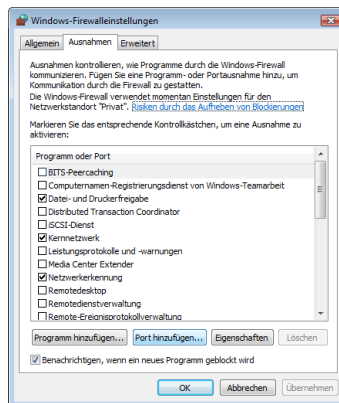 Windows-Firewalleinstellungen
Allgemein Ausnahmen Erweitert
Ausnahmen kontrollieren, wie Programme durch die Windows-Firewall
kommunizieren. Fügen Sie eine Programm- oder Portausnahme hinzu, um
Kommunikation durch die Firewall zu gestatten.
Die Windows-Firewall verwendet momentan Einstellungen für den
Netzwerkstandort "Privat". Risiken durch das Aufheben von Blockierungen
Markieren Sie das entsprechende Kontrollkästchen, um eine Ausnahme zu
aktivieren:
Programm oder Port
BITS-Peercaching
Computernamen-Registrierungsdienst von Windows-Teamarbeit
Datei- und Druckerfreigabe
Distributed Transaction Coordinator
iSCSI-Dienst
Kernnetzwerk
Leistungsprotokolle und -warnungen
Media Center Extender
Netzwerkerkennung
Remotedesktop
Remotedienstverwaltung
Remote-Ereignisprotokollverwaltung
Programm hinzufügen... Port hinzufügen... Eigenschaften Löschen
Benachrichtigen, wenn ein neues Programm geblockt wird
OK Abbrechen Übernehmen